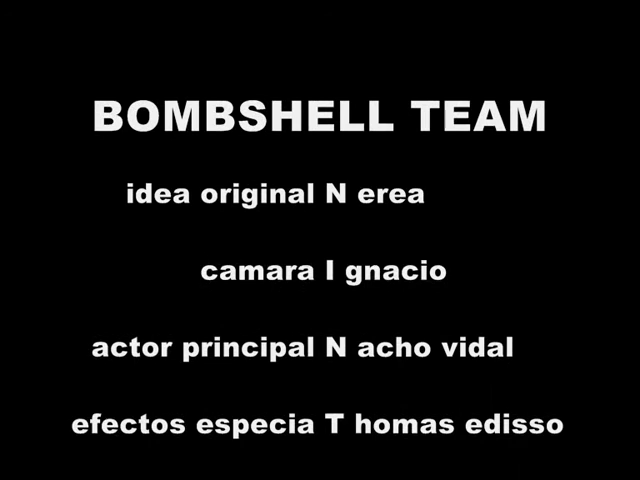 BOMBSHELL TEAM
idea original N erea
camara I gnacio
actor principal N acho vidal
efectos especia T homas edisso